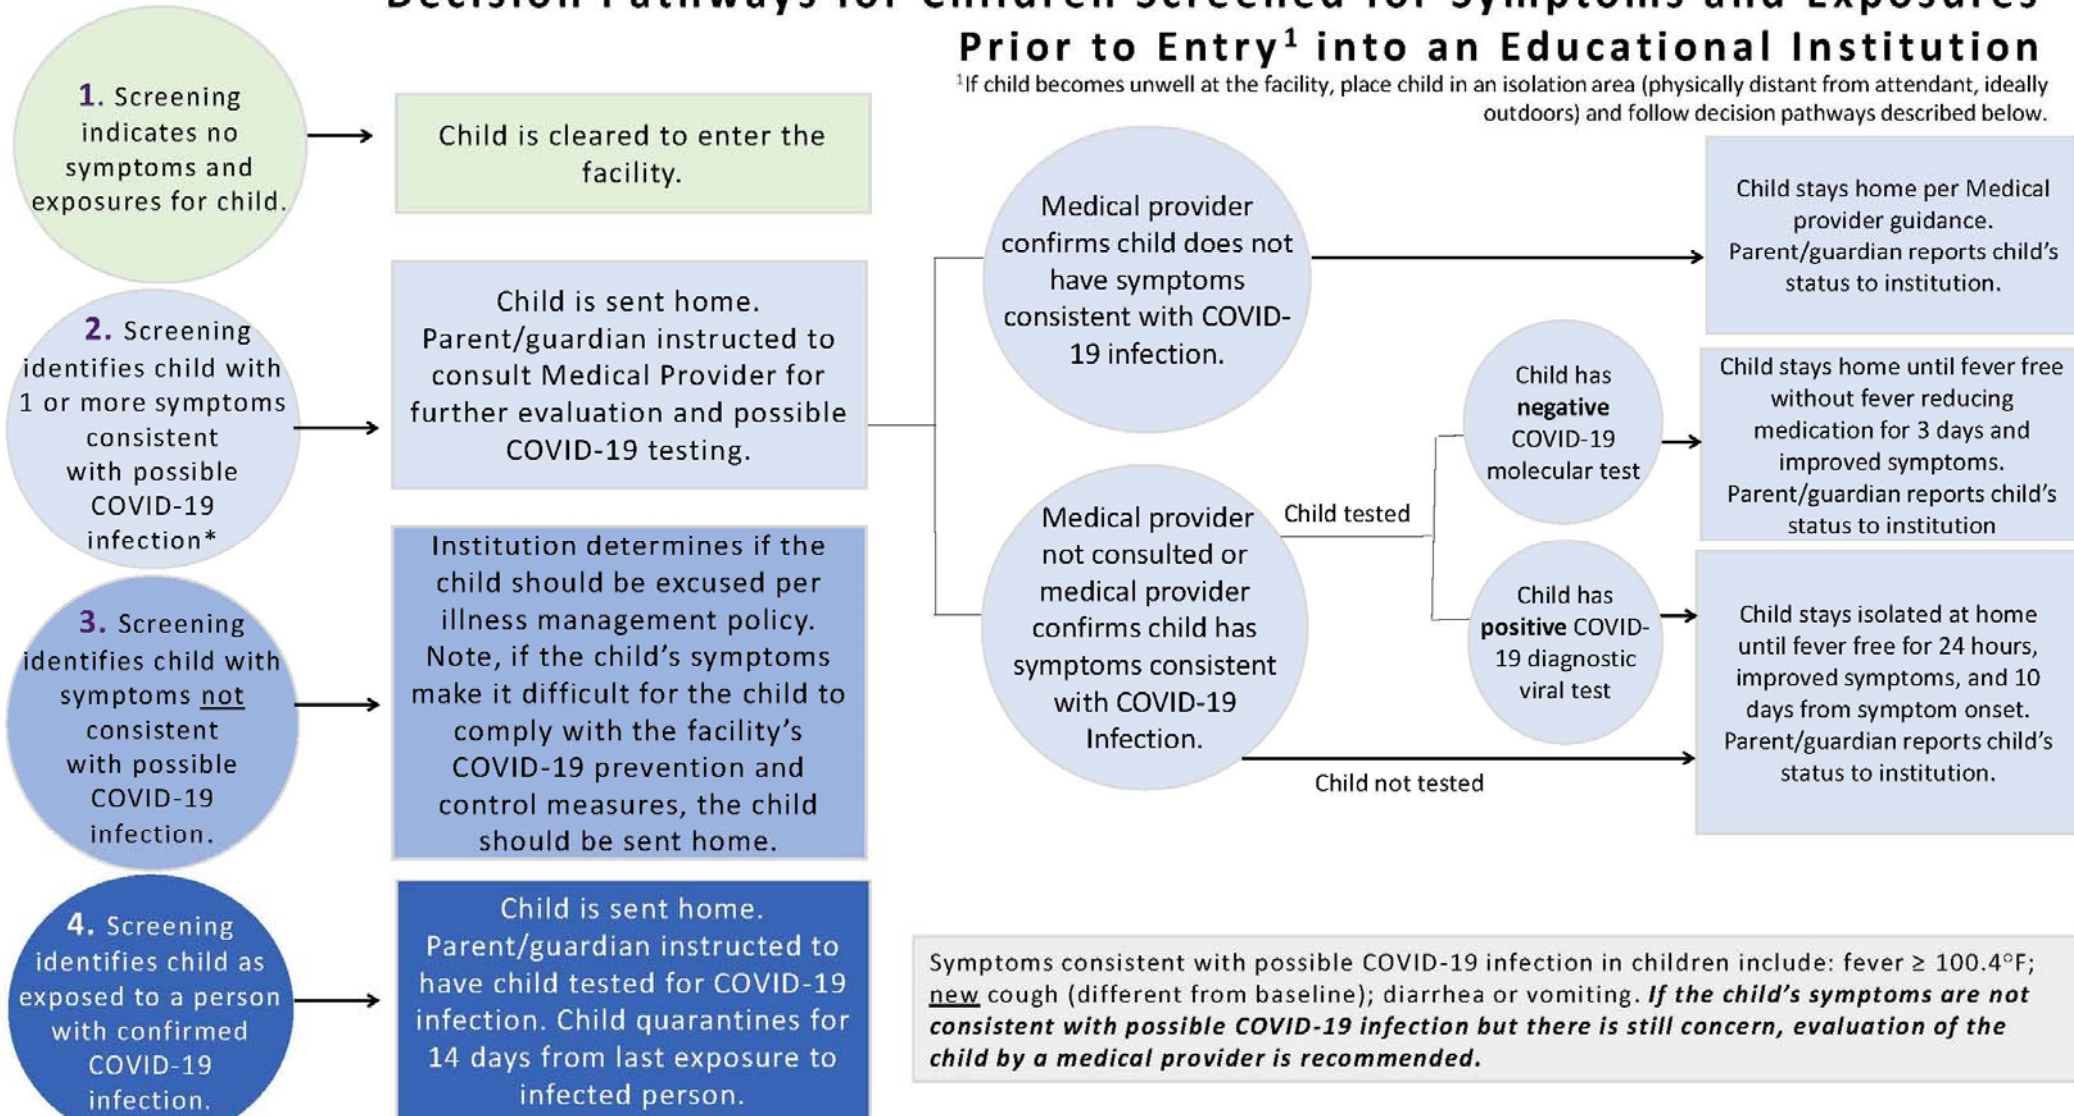 Decision Pathways for Children Screened for Symptoms and Exposures
Prior to Entry¹ into an Educational Institution
¹If child becomes unwell at the facility, place child in an isolation area (physically distant from attendant, ideally
outdoors) and follow decision pathways described below.
1. Screening
indicates no
symptoms and
exposures for child.
Child is cleared to enter the
facility.
2. Screening
identifies child with
1 or more symptoms
consistent
with possible
COVID-19
infection*
Child is sent home.
Parent/guardian instructed to
consult Medical Provider for
further evaluation and possible
COVID-19 testing.
Medical provider
confirms child does not
have symptoms
consistent with COVID-
19 infection.
Child stays home per Medical
provider guidance.
Parent/guardian reports child's
status to institution.
Medical provider
not consulted or
medical provider
confirms child has
symptoms consistent
with COVID-19
Infection.
Child tested
Child has
negative
COVID-19
molecular test
Child stays home until fever free
without fever reducing
medication for 3 days and
improved symptoms.
Parent/guardian reports child's
status to institution
Child has
positive COVID-
19 diagnostic
viral test
Child stays isolated at home
until fever free for 24 hours,
improved symptoms, and 10
days from symptom onset.
Parent/guardian reports child's
status to institution.
Child not tested
3. Screening
identifies child with
symptoms not
consistent
with possible
COVID-19
infection.
Institution determines if the
child should be excused per
illness management policy.
Note, if the child's symptoms
make it difficult for the child to
comply with the facility's
COVID-19 prevention and
control measures, the child
should be sent home.
4. Screening
identifies child as
exposed to a person
with confirmed
COVID-19
infection.
Child is sent home.
Parent/guardian instructed to
have child tested for COVID-19
infection. Child quarantines for
14 days from last exposure to
infected person.
Symptoms consistent with possible COVID-19 infection in children include: fever ≥ 100.4°F;
new cough (different from baseline); diarrhea or vomiting. If the child's symptoms are not
consistent with possible COVID-19 infection but there is still concern, evaluation of the
child by a medical provider is recommended.